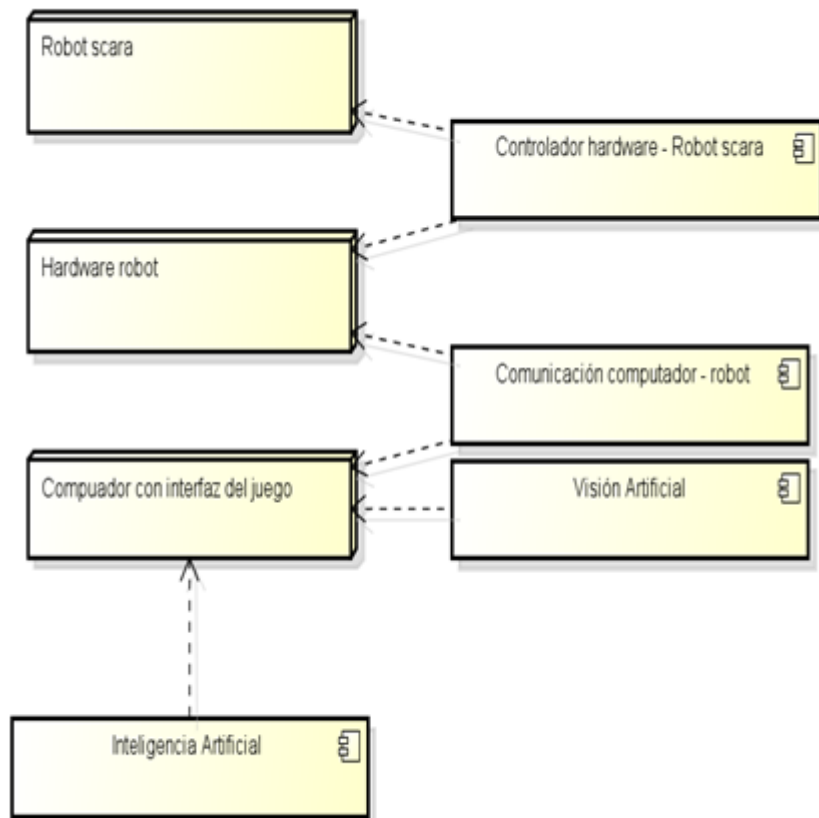 Robot scara
Controlador hardware - Robot scara
Hardware robot
Comunicación computador - robot
Compuador con interfaz del juego
Visión Artificial
Inteligencia Artificial